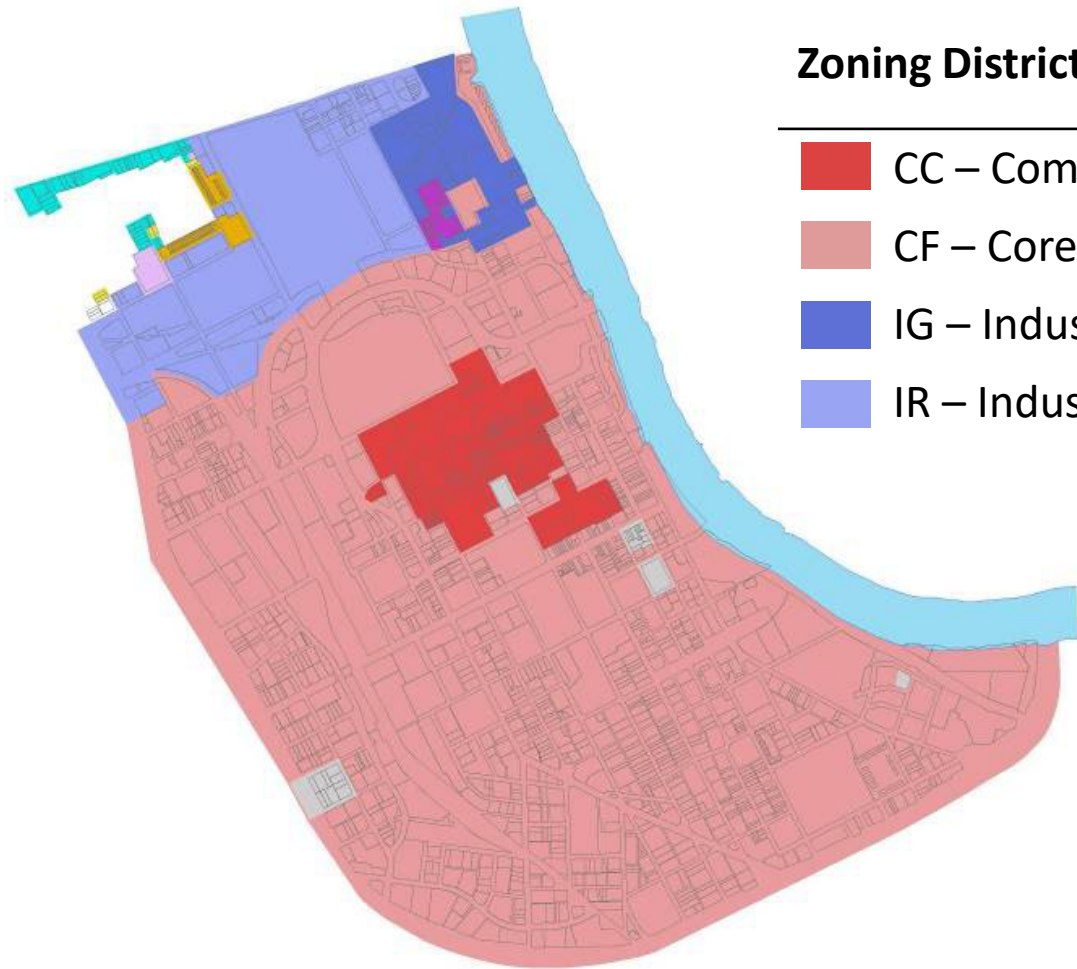 Zoning District
CC – Com
CF – Core
IG – Indus
IR – Indus